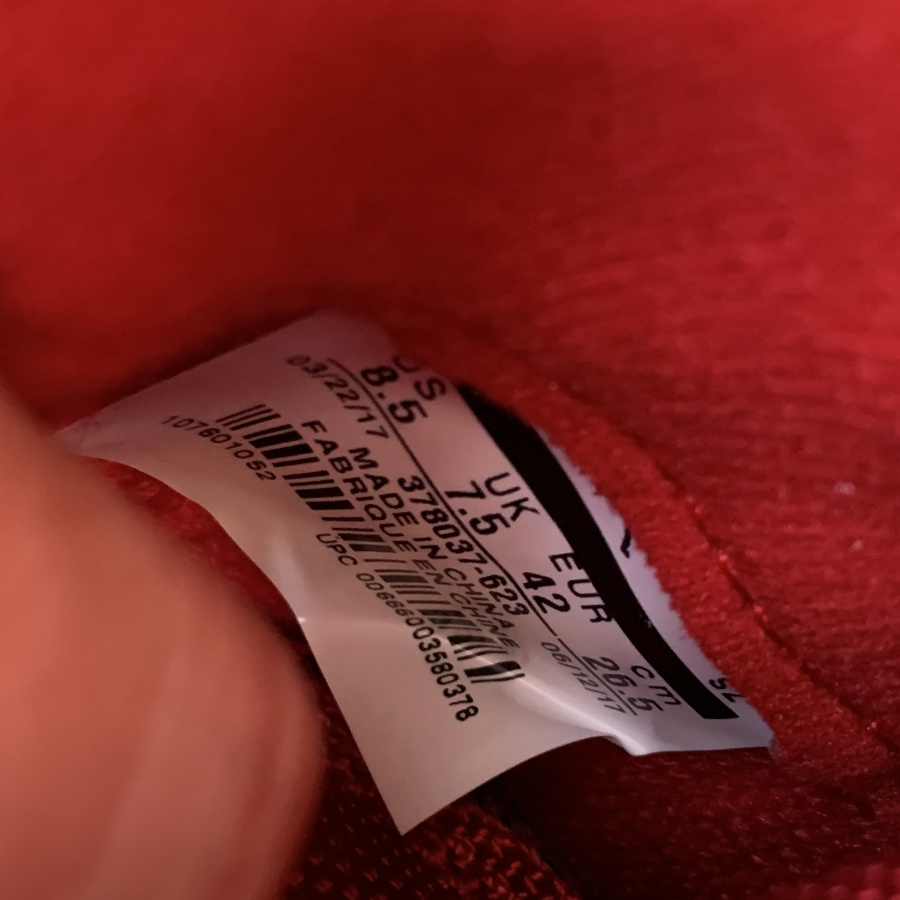 US UK EUR cm
8.5 7.5 42 26.5
03/22/17 06/12/17
378037-623
MADE IN CHINA
FABRIQUE EN CHINE
107601052
UPC 00666003580378